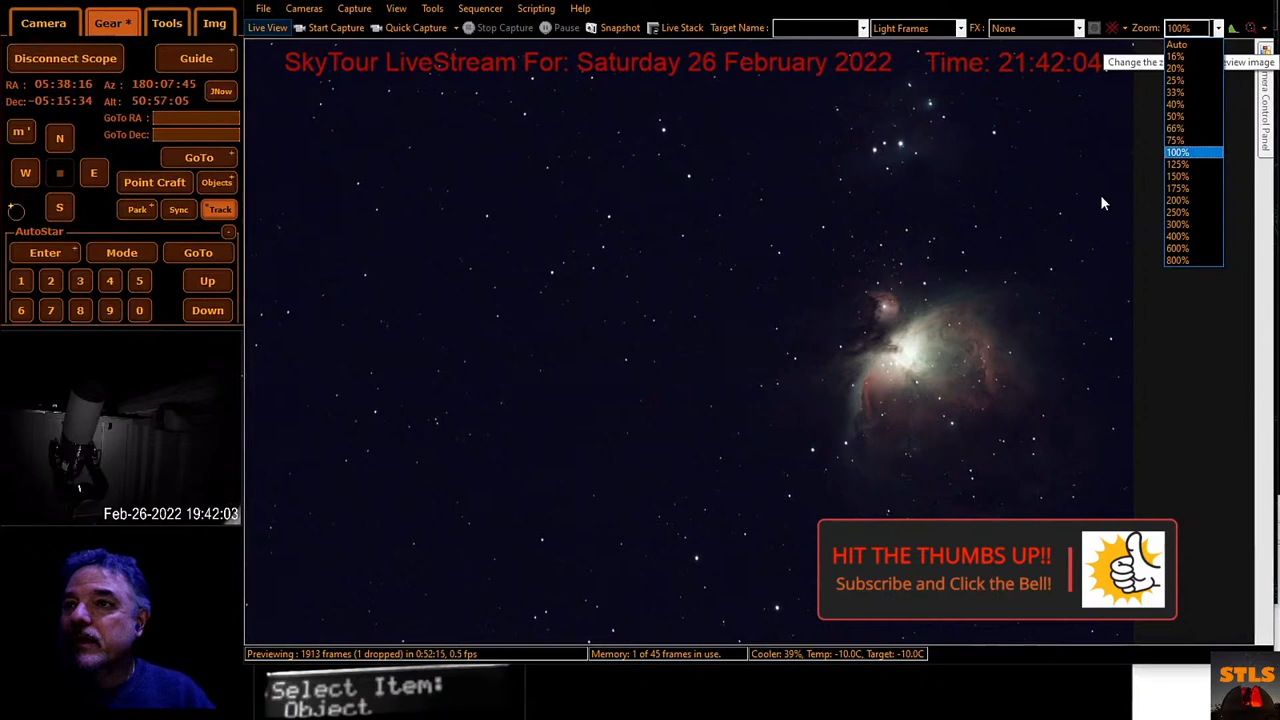 Camera Gear * Tools Img
File Cameras Capture View Tools Sequencer Scripting Help
Live View Start Capture Quick Capture Stop Capture Pause Snapshot Live Stack Target Name : Light Frames FX : None Zoom: 100%
Disconnect Scope Guide
RA : 05:38:16 Az : 180:07:45
Dec: -05:15:34 Alt: 50:57:05 JNow
GoTo RA :
GoTo Dec:
m ' N GoTo
W E Point Craft Objects
S Park Sync Track
AutoStar
Enter Mode GoTo
1 2 3 4 5 Up
6 7 8 9 0 Down
SkyTour LiveStream For: Saturday 26 February 2022 Time: 21:42:04
Change the z
eview image
Auto
16%
20%
25%
33%
40%
50%
66%
75%
100%
125%
150%
175%
200%
250%
300%
400%
600%
800%
mera Control Panel
Feb-26-2022 19:42:03
HIT THE THUMBS UP!!
Subscribe and Click the Bell!
Previewing : 1913 frames (1 dropped) in 0:52:15, 0.5 fps Memory: 1 of 45 frames in use. Cooler: 39%, Temp: -10.0C, Target: -10.0C
Select Item:
Object
STLS